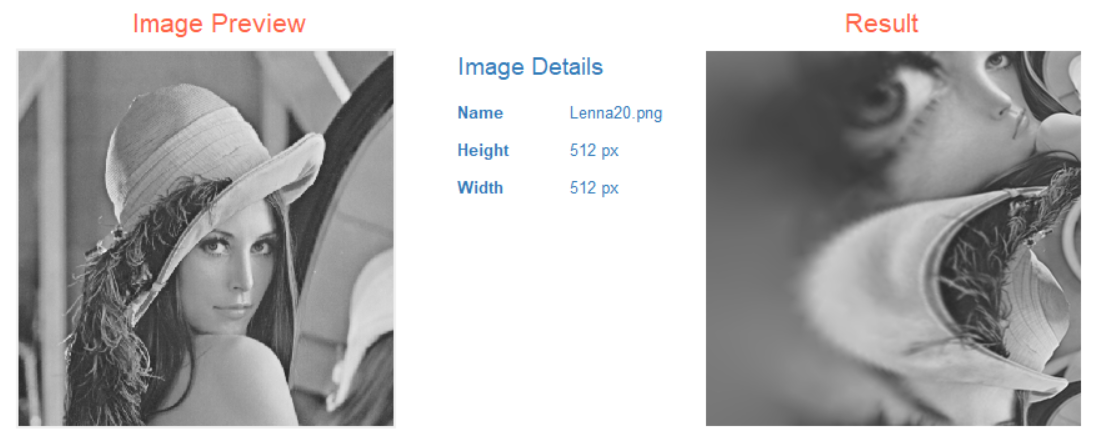 Image Preview
Image Details
Name Lenna20.png
Height 512 px
Width 512 px
Result